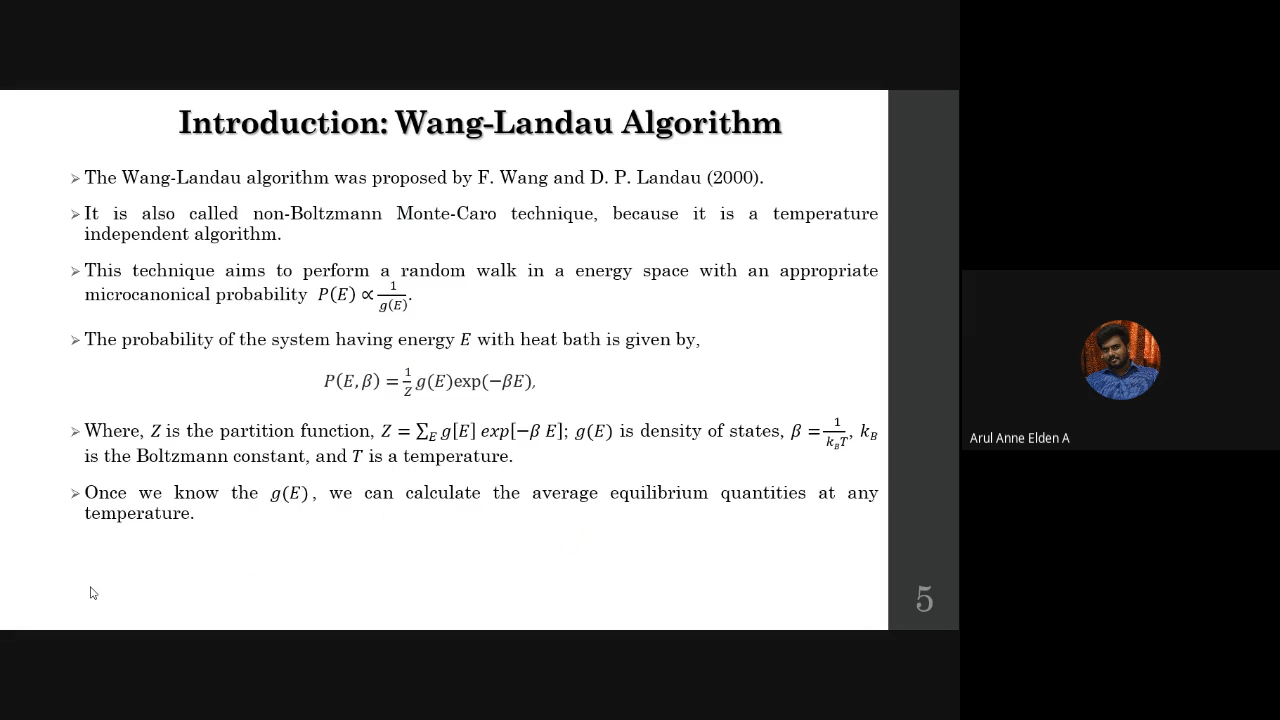 Introduction: Wang-Landau Algorithm
➢ The Wang-Landau algorithm was proposed by F. Wang and D. P. Landau (2000).
➢ It is also called non-Boltzmann Monte-Caro technique, because it is a temperature
independent algorithm.
➢ This technique aims to perform a random walk in a energy space with an appropriate
microcanonical probability P(E) ∝ 1/g(E).
➢ The probability of the system having energy E with heat bath is given by,
P(E, β) = 1/Z g(E)exp(−βE),
➢ Where, Z is the partition function, Z = ∑_E g[E] exp[−β E]; g(E) is density of states, β = 1/k_BT, k_B
is the Boltzmann constant, and T is a temperature.
➢ Once we know the g(E), we can calculate the average equilibrium quantities at any
temperature.
5
Arul Anne Elden A